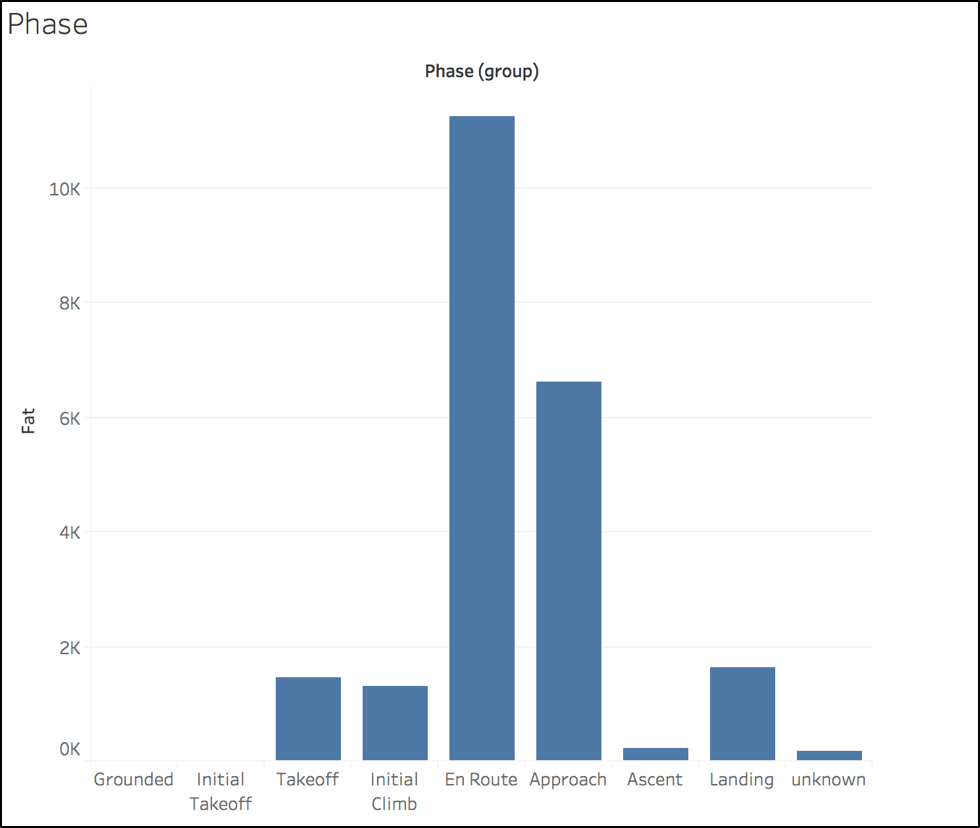 Phase
Phase (group)
10K
8K
6K
4K
2K
0K
Fat
Grounded
Initial
Takeoff
Takeoff
Initial
Climb
En Route
Approach
Ascent
Landing
unknown